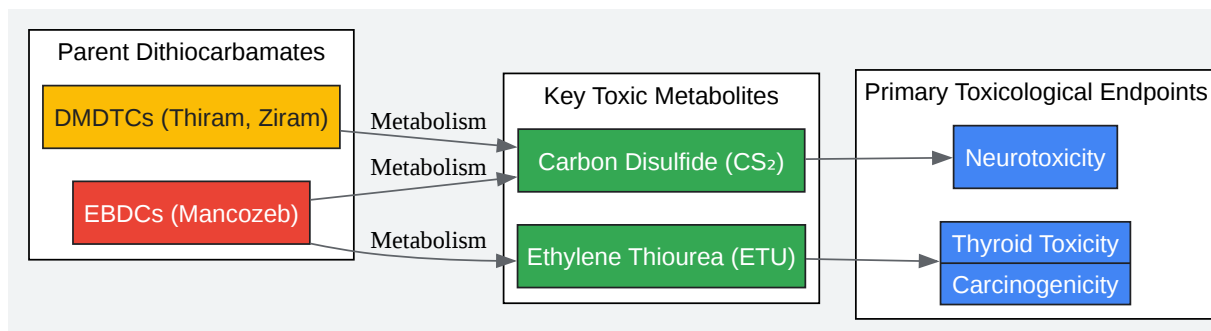 Parent Dithiocarbamates
DMDTCs (Thiram, Ziram)
EBDCs (Mancozeb)
Metabolism
Metabolism
Metabolism
Key Toxic Metabolites
Carbon Disulfide (CS₂)
Ethylene Thiourea (ETU)
Primary Toxicological Endpoints
Neurotoxicity
Thyroid Toxicity
Carcinogenicity